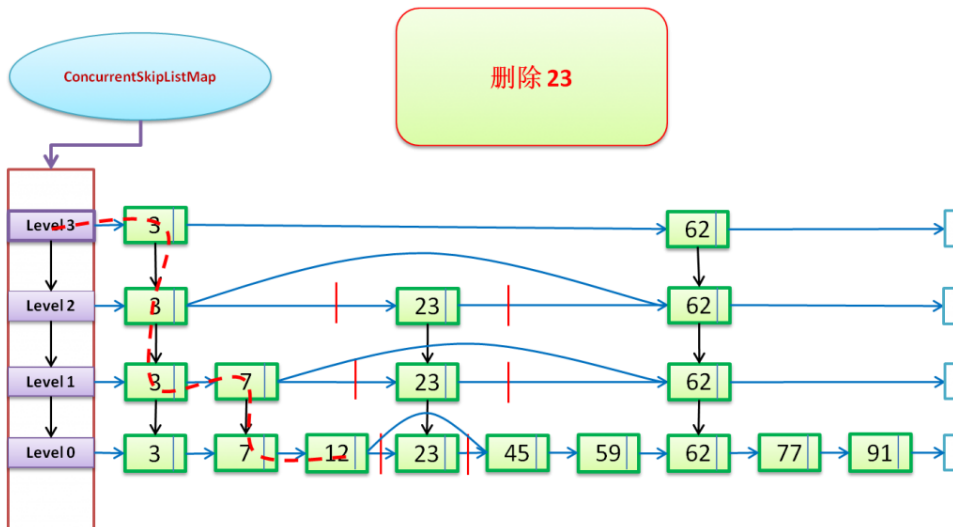 ConcurrentSkipListMap
删除 23
Level 3 3 62
Level 2 3 23 62
Level 1 3 7 23 62
Level 0 3 7 12 23 45 59 62 77 91